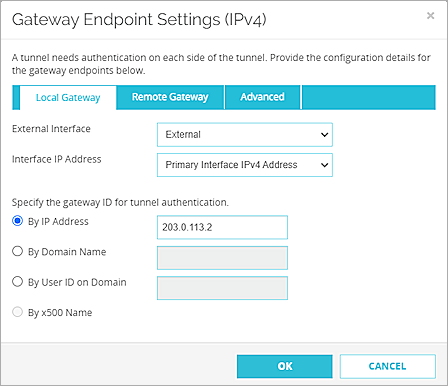 Gateway Endpoint Settings (IPv4)
×
A tunnel needs authentication on each side of the tunnel. Provide the configuration details for
the gateway endpoints below.
Local Gateway Remote Gateway Advanced
External Interface External
Interface IP Address Primary Interface IPv4 Address
Specify the gateway ID for tunnel authentication.
By IP Address 203.0.113.2
By Domain Name
By User ID on Domain
By x500 Name
OK CANCEL